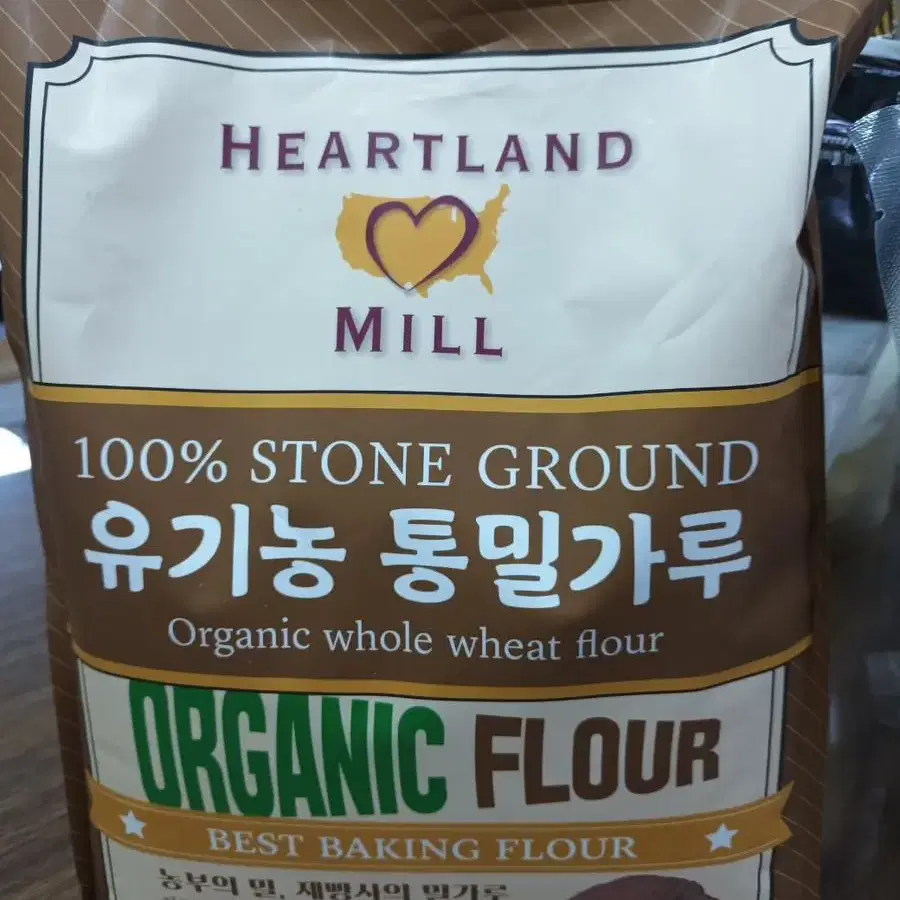 HEARTLAND
MILL
100% STONE GROUND
유기농 통밀가루
Organic whole wheat flour
ORGANIC FLOUR
BEST BAKING FLOUR
농부의 밀, 제빵사의 밀가루